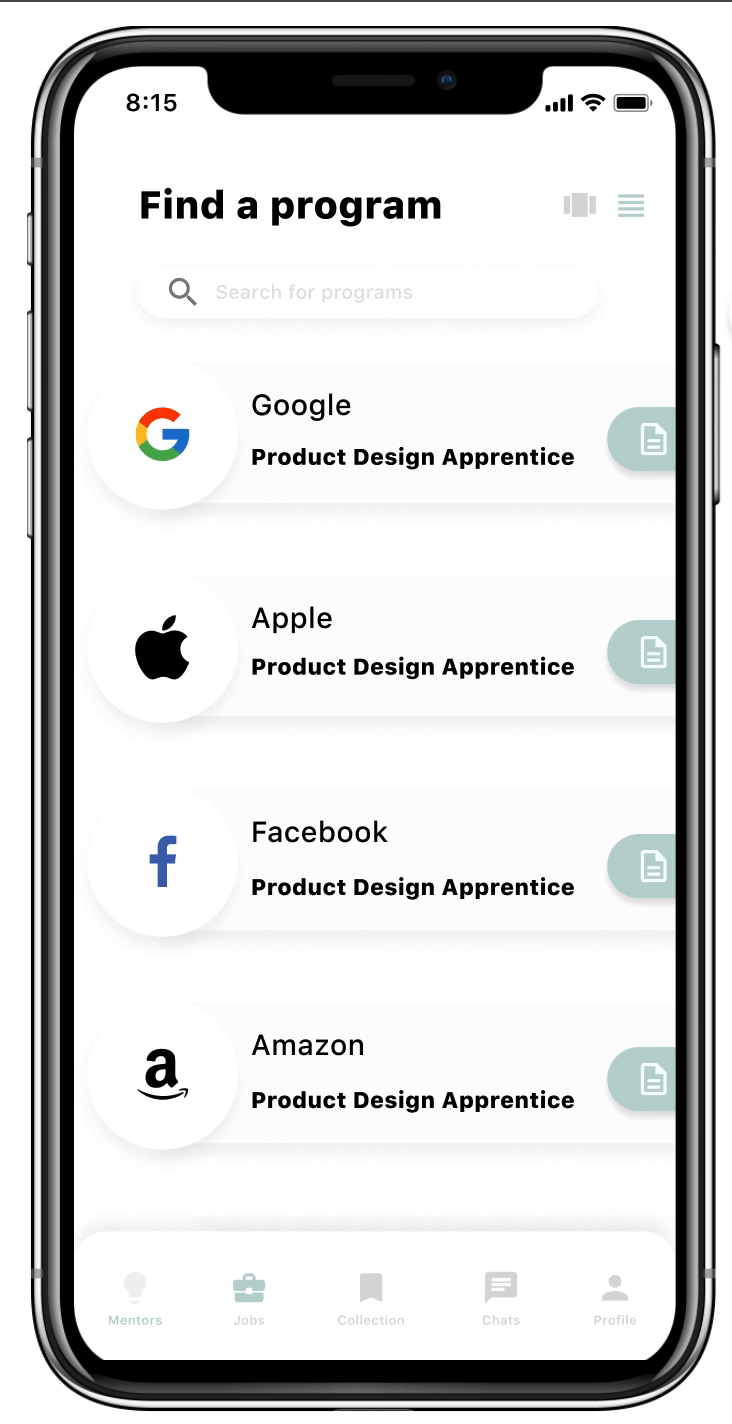 8:15
Find a program
Search for programs
Google
Product Design Apprentice
Apple
Product Design Apprentice
Facebook
Product Design Apprentice
Amazon
Product Design Apprentice
Mentors
Jobs
Collection
Chats
Profile